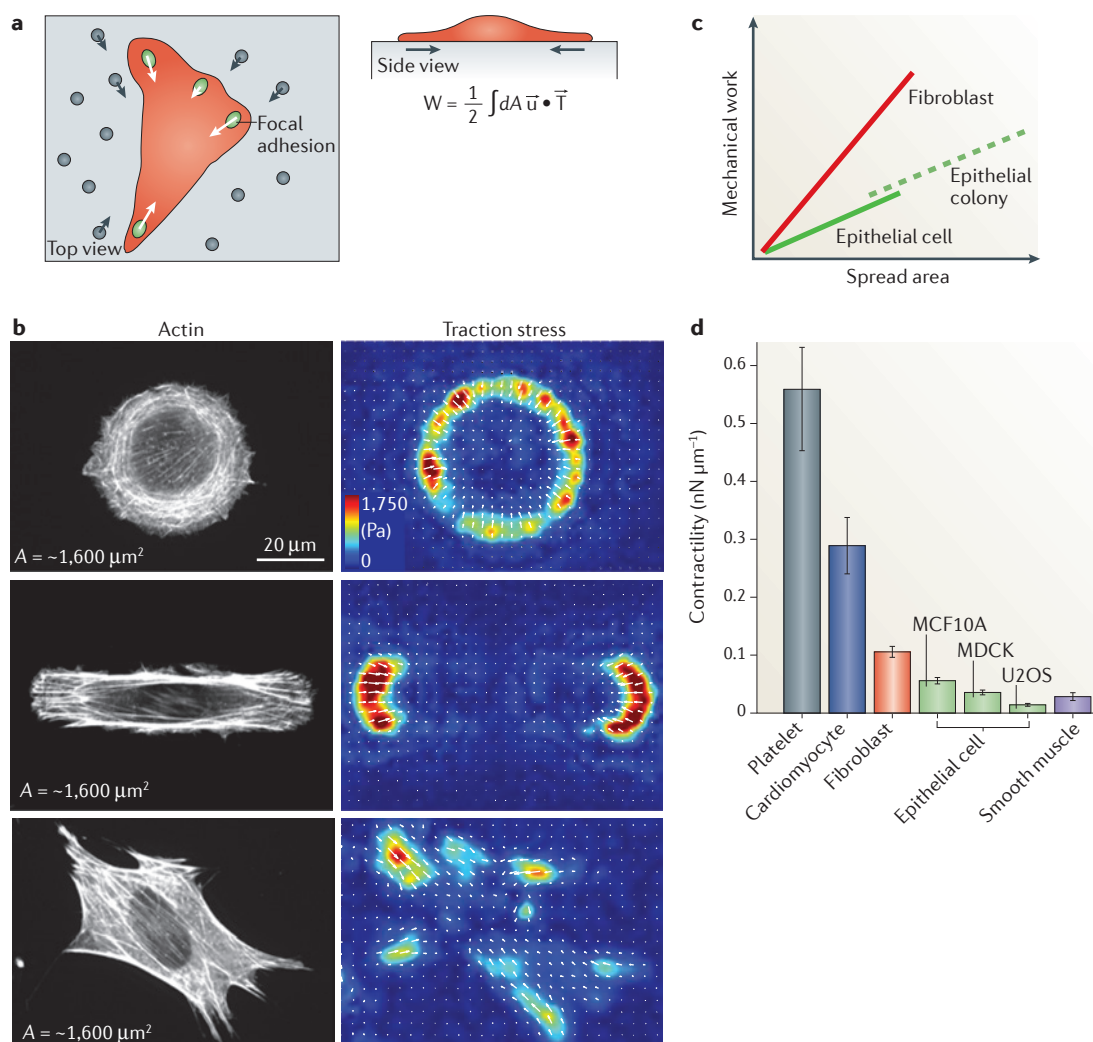 a
Focal
adhesion
Top view
Side view
W = 1/2 ∫dA u⃗ • T⃗
c
Mechanical work
Fibroblast
Epithelial
colony
Epithelial cell
Spread area
b
Actin
Traction stress
A = ~1,600 μm²
20 μm
1,750
(Pa)
0
A = ~1,600 μm²
A = ~1,600 μm²
d
Contractility (nN μm⁻¹)
0.6
0.5
0.4
0.3
0.2
0.1
0
MCF10A
MDCK
U2OS
Platelet
Cardiomyocyte
Fibroblast
Epithelial cell
Smooth muscle